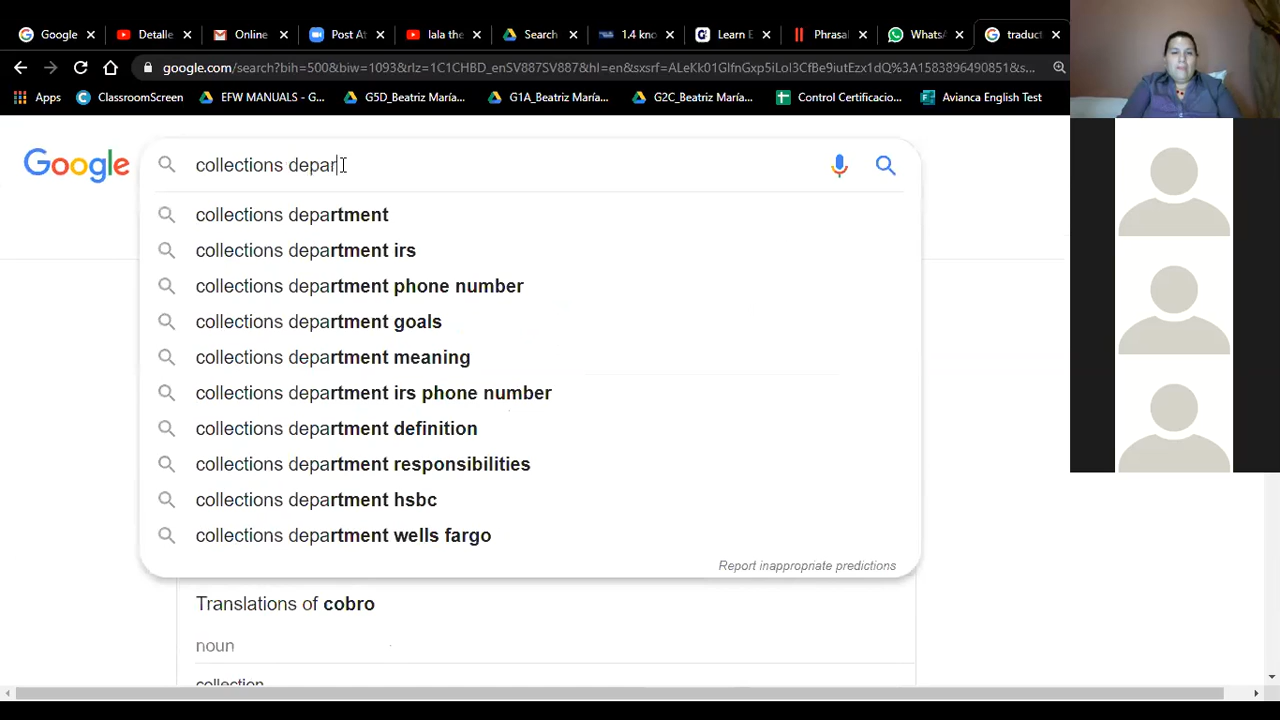 Google
Detalle
Online
Post At
lala the
Search
1.4 kno
Learn E
Phrasal
WhatsA
traduct
google.com/search?bih=500&biw=1093&rlz=1C1CHBD_enSV887SV887&hl=en&sxsrf=ALeKk01GlfnGxp5iLol3CfBe9iutEzx1dQ%3A1583896490851&s...
Apps
ClassroomScreen
EFW MANUALS - G...
G5D_Beatriz María...
G1A_Beatriz María...
G2C_Beatriz María...
Control Certificacio...
Avianca English Test
Google
collections depar
collections department
collections department irs
collections department phone number
collections department goals
collections department meaning
collections department irs phone number
collections department definition
collections department responsibilities
collections department hsbc
collections department wells fargo
Report inappropriate predictions
Translations of cobro
noun
collection